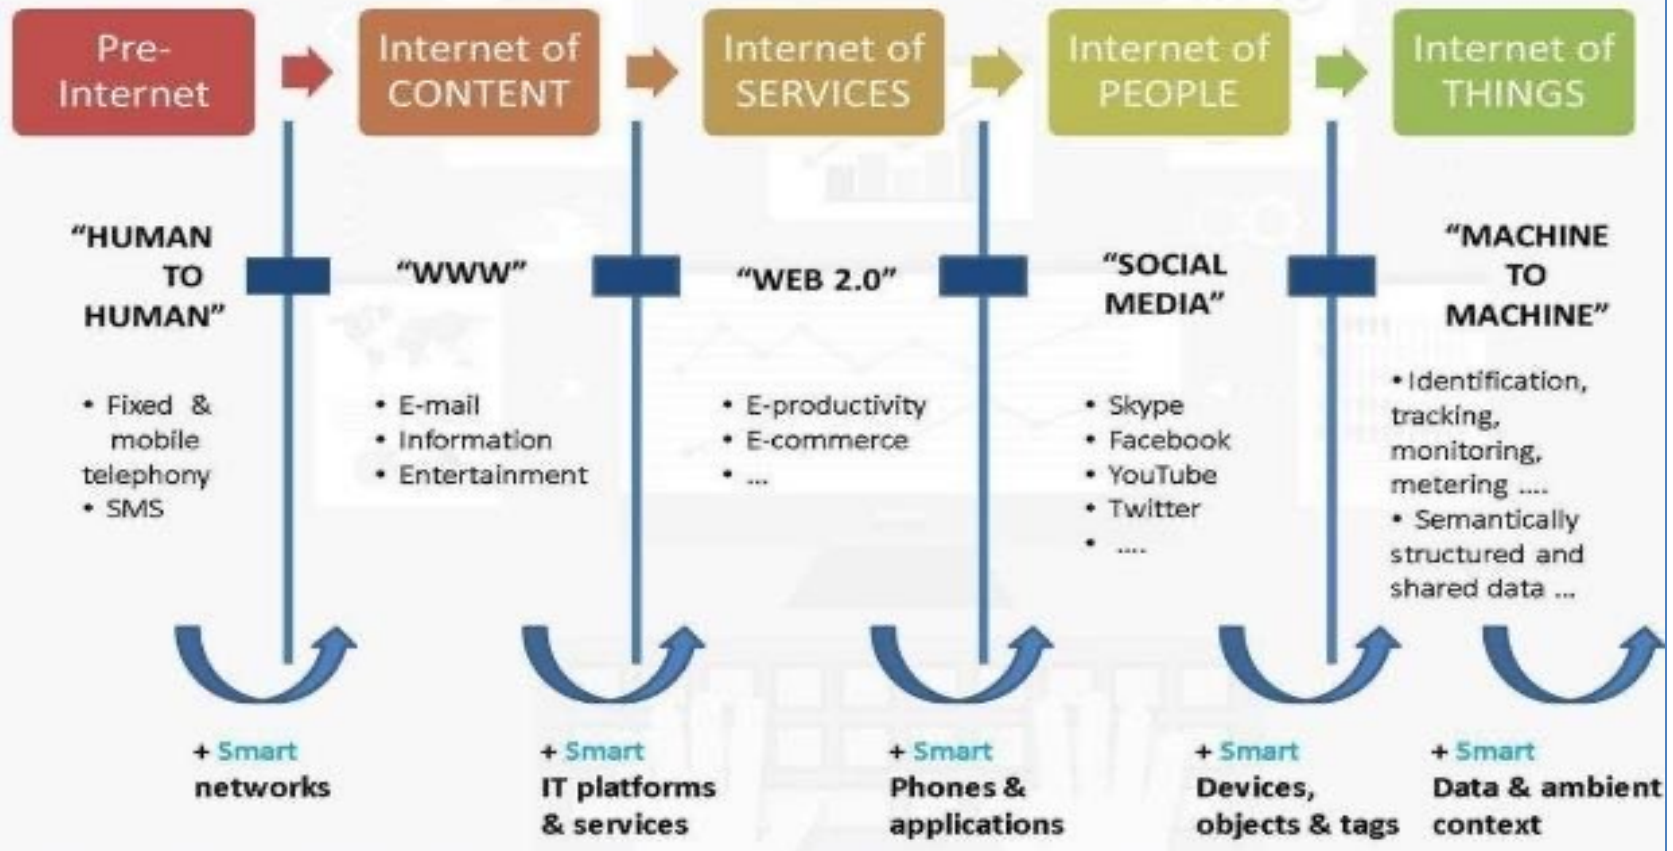 Pre-
Internet
Internet of
CONTENT
Internet of
SERVICES
Internet of
PEOPLE
Internet of
THINGS
“HUMAN
TO
HUMAN”
“WWW”
“WEB 2.0”
“SOCIAL
MEDIA”
“MACHINE
TO
MACHINE”
• Fixed &
mobile
telephony
• SMS
• E-mail
• Information
• Entertainment
• E-productivity
• E-commerce
• ...
• Skype
• Facebook
• YouTube
• Twitter
• ....
• Identification,
tracking,
monitoring,
metering ....
• Semantically
structured and
shared data ...
+ Smart
networks
+ Smart
IT platforms
& services
+ Smart
Phones &
applications
+ Smart
Devices,
objects & tags
+ Smart
Data & ambient
context